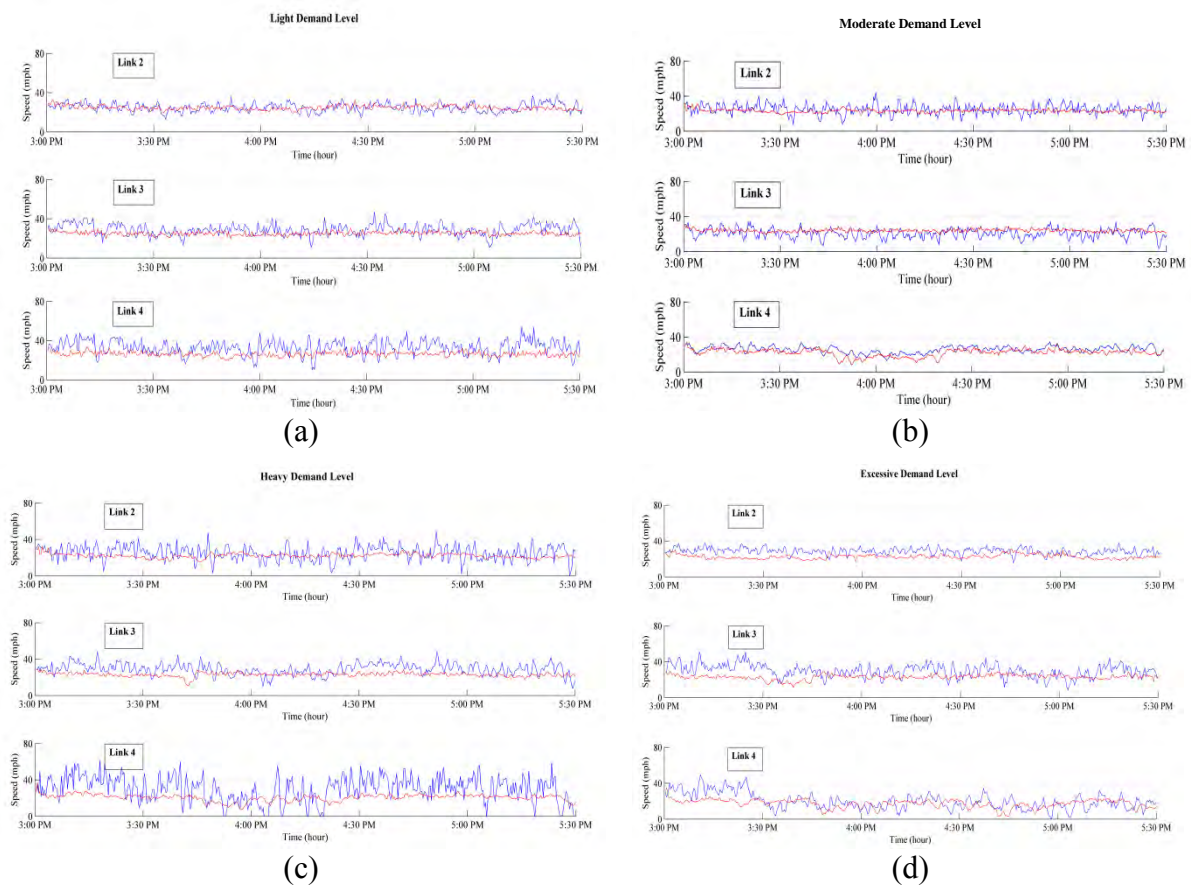 Light Demand Level
80
Link 2
Speed (mph)
40
0
3:00 PM 3:30 PM 4:00 PM 4:30 PM 5:00 PM 5:30 PM
Time (hour)
80
Link 3
Speed (mph)
40
0
3:00 PM 3:30 PM 4:00 PM 4:30 PM 5:00 PM 5:30 PM
Time (hour)
80
Link 4
Speed (mph)
40
0
3:00 PM 3:30 PM 4:00 PM 4:30 PM 5:00 PM 5:30 PM
Time (hour)
(a)
Moderate Demand Level
80
Link 2
Speed (mph)
40
0
3:00 PM 3:30 PM 4:00 PM 4:30 PM 5:00 PM 5:30 PM
Time (hour)
80
Link 3
Speed (mph)
40
0
3:00 PM 3:30 PM 4:00 PM 4:30 PM 5:00 PM 5:30 PM
Time (hour)
80
Link 4
Speed (mph)
40
0
3:00 PM 3:30 PM 4:00 PM 4:30 PM 5:00 PM 5:30 PM
Time (hour)
(b)
Heavy Demand Level
80
Link 2
Speed (mph)
40
0
3:00 PM 3:30 PM 4:00 PM 4:30 PM 5:00 PM 5:30 PM
Time (hour)
80
Link 3
Speed (mph)
40
0
3:00 PM 3:30 PM 4:00 PM 4:30 PM 5:00 PM 5:30 PM
Time (hour)
80
Link 4
Speed (mph)
40
0
3:00 PM 3:30 PM 4:00 PM 4:30 PM 5:00 PM 5:30 PM
Time (hour)
(c)
Excessive Demand Level
80
Link 2
Speed (mph)
40
0
3:00 PM 3:30 PM 4:00 PM 4:30 PM 5:00 PM 5:30 PM
Time (hour)
80
Link 3
Speed (mph)
40
0
3:00 PM 3:30 PM 4:00 PM 4:30 PM 5:00 PM 5:30 PM
Time (hour)
80
Link 4
Speed (mph)
40
0
3:00 PM 3:30 PM 4:00 PM 4:30 PM 5:00 PM 5:30 PM
Time (hour)
(d)